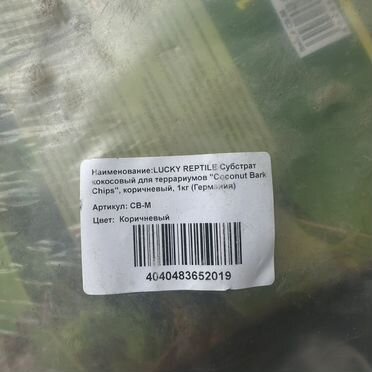 Наименование:LUCKY REPTILE Субстрат
кокосовый для террариумов "Coconut Bark
Chips", коричневый, 1кг (Германия)
Артикул: CB-M
Цвет: Коричневый
4040483652019